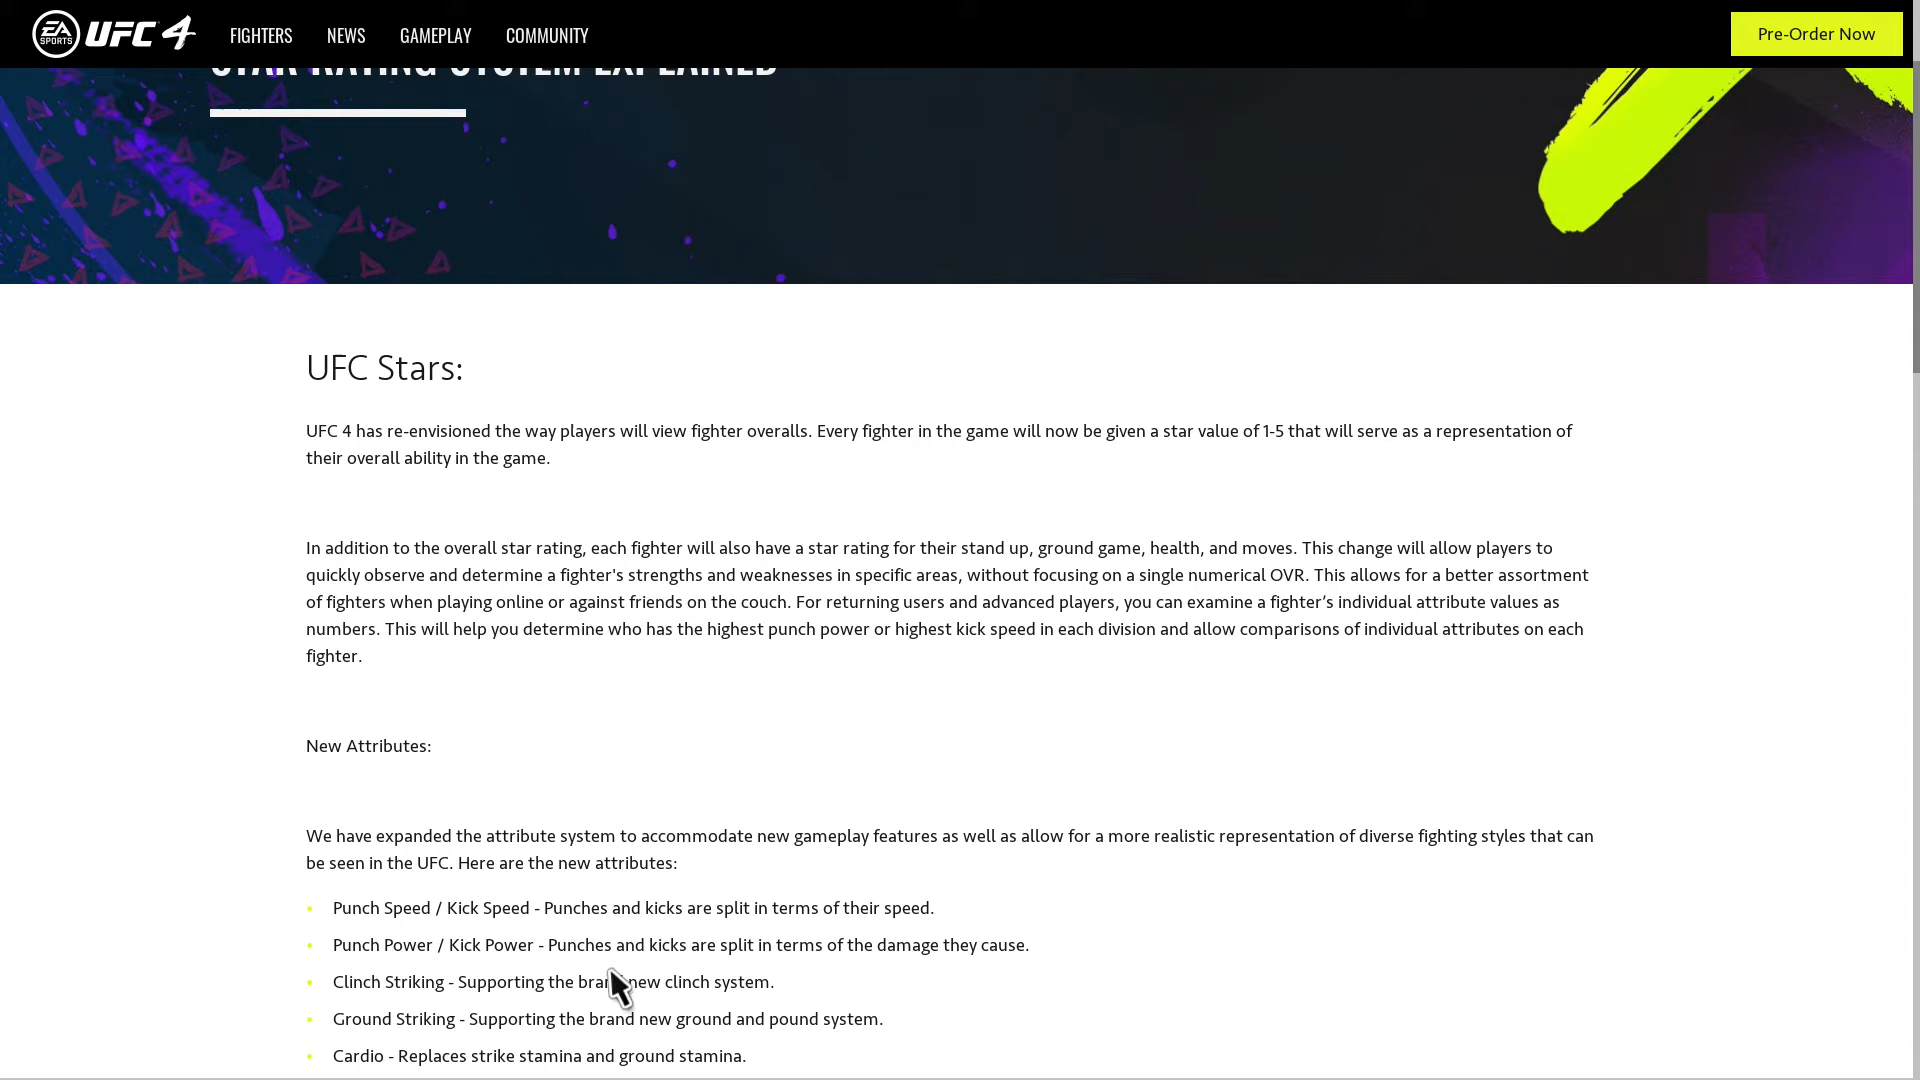 EA SPORTS UFC 4 FIGHTERS NEWS GAMEPLAY COMMUNITY Pre-Order Now
STAR RATING SYSTEM EXPLAINED
UFC Stars:
UFC 4 has re-envisioned the way players will view fighter overalls. Every fighter in the game will now be given a star value of 1-5 that will serve as a representation of
their overall ability in the game.
In addition to the overall star rating, each fighter will also have a star rating for their stand up, ground game, health, and moves. This change will allow players to
quickly observe and determine a fighter's strengths and weaknesses in specific areas, without focusing on a single numerical OVR. This allows for a better assortment
of fighters when playing online or against friends on the couch. For returning users and advanced players, you can examine a fighter’s individual attribute values as
numbers. This will help you determine who has the highest punch power or highest kick speed in each division and allow comparisons of individual attributes on each
fighter.
New Attributes:
We have expanded the attribute system to accommodate new gameplay features as well as allow for a more realistic representation of diverse fighting styles that can
be seen in the UFC. Here are the new attributes:
• Punch Speed / Kick Speed - Punches and kicks are split in terms of their speed.
• Punch Power / Kick Power - Punches and kicks are split in terms of the damage they cause.
• Clinch Striking - Supporting the brand new clinch system.
• Ground Striking - Supporting the brand new ground and pound system.
• Cardio - Replaces strike stamina and ground stamina.